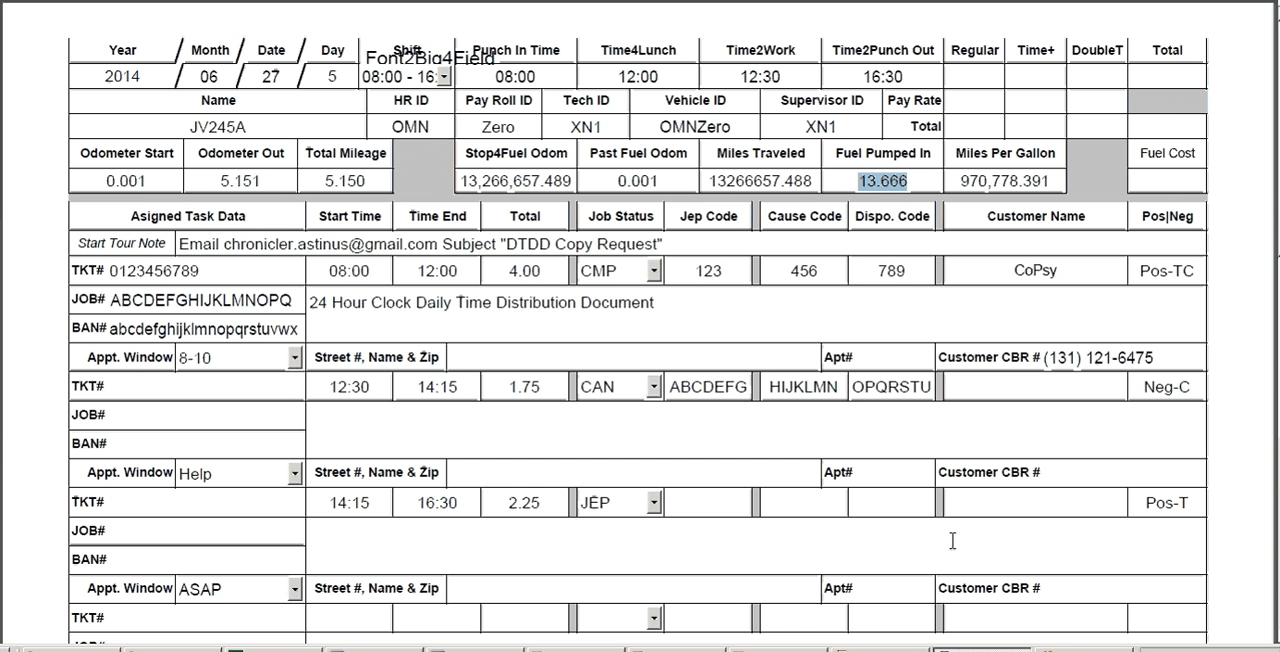 Year Month Date Day Shift Punch In Time Time4Lunch Time2Work Time2Punch Out Regular Time+ DoubleT Total
Font2Big4Field
2014 06 27 5 08:00 - 16: 08:00 12:00 12:30 16:30
Name HR ID Pay Roll ID Tech ID Vehicle ID Supervisor ID Pay Rate
JV245A OMN Zero XN1 OMNZero XN1 Total
Odometer Start Odometer Out Total Mileage Stop4Fuel Odom Past Fuel Odom Miles Traveled Fuel Pumped In Miles Per Gallon Fuel Cost
0.001 5.151 5.150 13,266,657.489 0.001 13266657.488 13.666 970,778.391
Asigned Task Data Start Time Time End Total Job Status Jep Code Cause Code Dispo. Code Customer Name Pos|Neg
Start Tour Note Email chronicler.astinus@gmail.com Subject "DTDD Copy Request"
TKT# 0123456789 08:00 12:00 4.00 CMP 123 456 789 CoPsy Pos-TC
JOB# ABCDEFGHIJKLMNOPQ 24 Hour Clock Daily Time Distribution Document
BAN# abcdefghijklmnopqrstuvwx
Appt. Window 8-10 Street #, Name & Zip Apt# Customer CBR # (131) 121-6475
TKT# 12:30 14:15 1.75 CAN ABCDEFG HIJKLMN OPQRSTU Neg-C
JOB#
BAN#
Appt. Window Help Street #, Name & Zip Apt# Customer CBR #
TKT# 14:15 16:30 2.25 JEP Pos-T
JOB#
BAN#
Appt. Window ASAP Street #, Name & Zip Apt# Customer CBR #
TKT#
JOB#